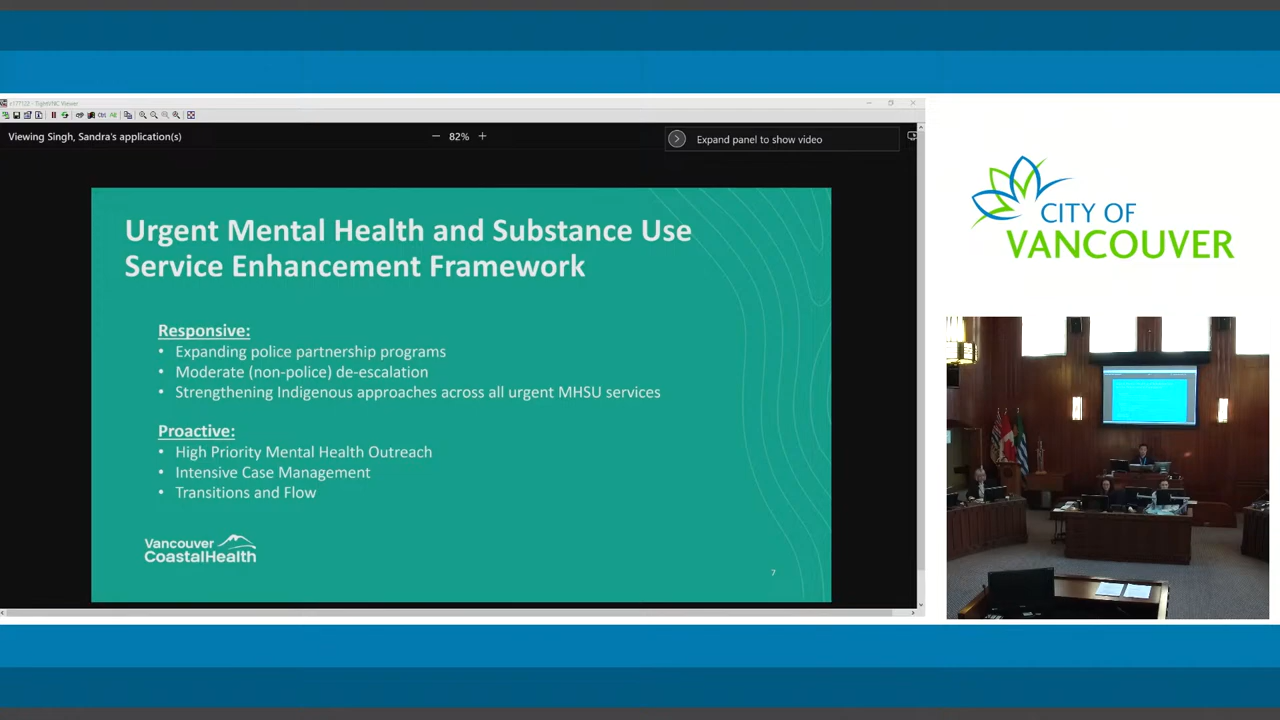 TightVNC Viewer
Viewing Singh, Sandra's application(s)
82%
Expand panel to show video
Urgent Mental Health and Substance Use
Service Enhancement Framework
Responsive:
• Expanding police partnership programs
• Moderate (non-police) de-escalation
• Strengthening Indigenous approaches across all urgent MHSU services
Proactive:
• High Priority Mental Health Outreach
• Intensive Case Management
• Transitions and Flow
Vancouver
CoastalHealth
7
CITY OF
VANCOUVER